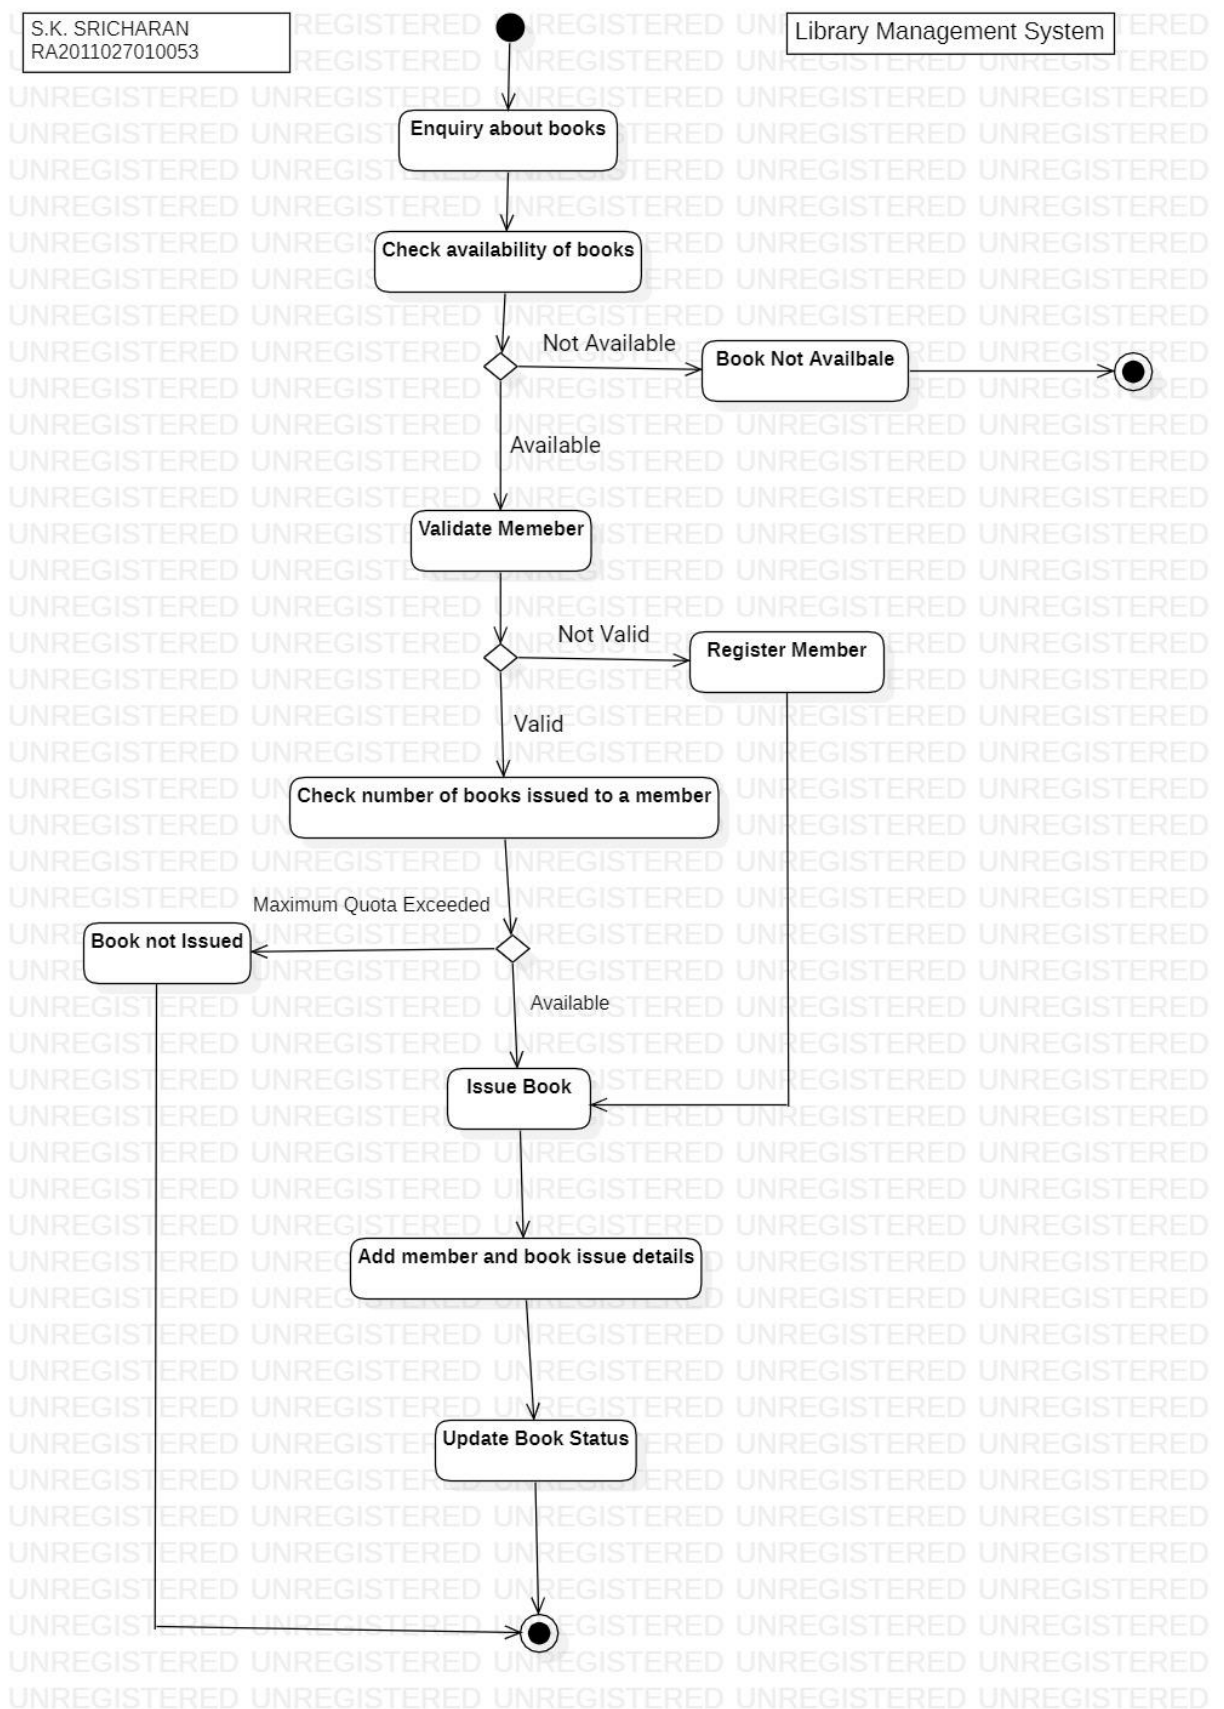 S.K. SRICHARAN
RA2011027010053
Library Management System
Enquiry about books
Check availability of books
Not Available
Book Not Availbale
Available
Validate Memeber
Not Valid
Register Member
Valid
Check number of books issued to a member
Maximum Quota Exceeded
Book not Issued
Available
Issue Book
Add member and book issue details
Update Book Status
UNREGISTERED